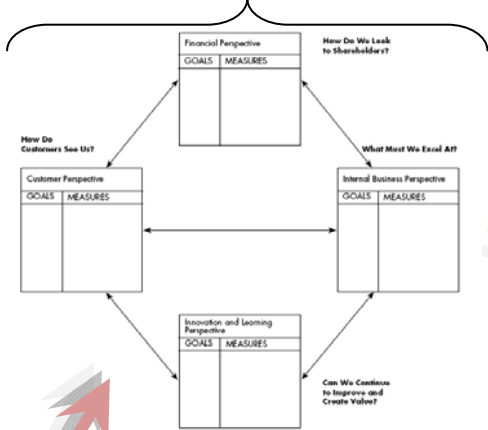 Financial Perspective
GOALS MEASURES
How Do We Look
to Shareholders?
How Do
Customers See Us?
Customer Perspective
GOALS MEASURES
What Must We Excel At?
Internal Business Perspective
GOALS MEASURES
Innovation and Learning
Perspective
GOALS MEASURES
Can We Continue
to Improve and
Create Value?